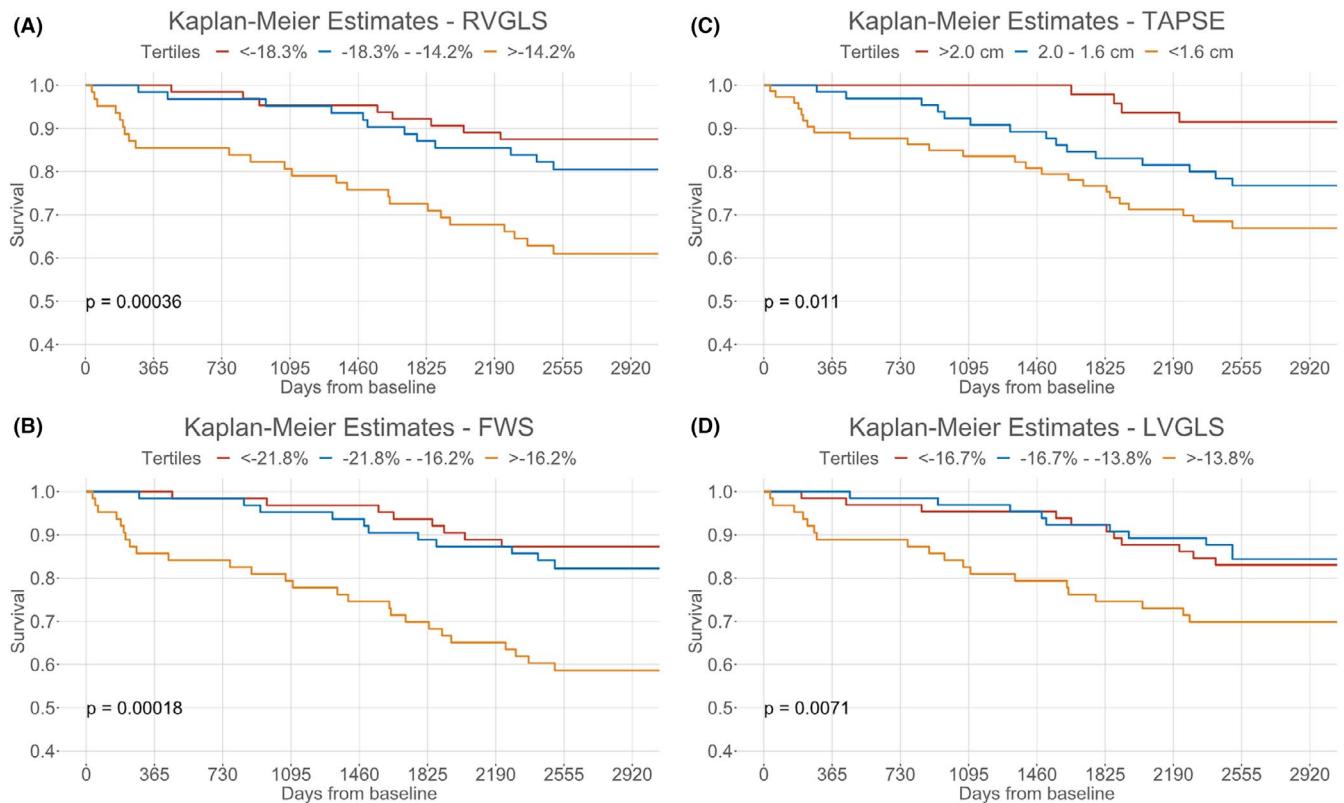 (A)
Kaplan-Meier Estimates - RVGLS
Tertiles <-18.3% -18.3% - -14.2% >-14.2%
1.0
0.9
0.8
0.7
0.6
0.5
0.4
Survival
p = 0.00036
0 365 730 1095 1460 1825 2190 2555 2920
Days from baseline
(C)
Kaplan-Meier Estimates - TAPSE
Tertiles >2.0 cm 2.0 - 1.6 cm <1.6 cm
1.0
0.9
0.8
0.7
0.6
0.5
0.4
Survival
p = 0.011
0 365 730 1095 1460 1825 2190 2555 2920
Days from baseline
(B)
Kaplan-Meier Estimates - FWS
Tertiles <-21.8% -21.8% - -16.2% >-16.2%
1.0
0.9
0.8
0.7
0.6
0.5
0.4
Survival
p = 0.00018
0 365 730 1095 1460 1825 2190 2555 2920
Days from baseline
(D)
Kaplan-Meier Estimates - LVGLS
Tertiles <-16.7% -16.7% - -13.8% >-13.8%
1.0
0.9
0.8
0.7
0.6
0.5
0.4
Survival
p = 0.0071
0 365 730 1095 1460 1825 2190 2555 2920
Days from baseline